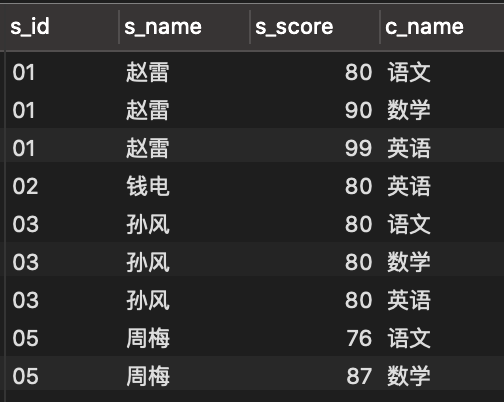 s_id s_name s_score c_name
01 赵雷 80 语文
01 赵雷 90 数学
01 赵雷 99 英语
02 钱电 80 英语
03 孙风 80 语文
03 孙风 80 数学
03 孙风 80 英语
05 周梅 76 语文
05 周梅 87 数学